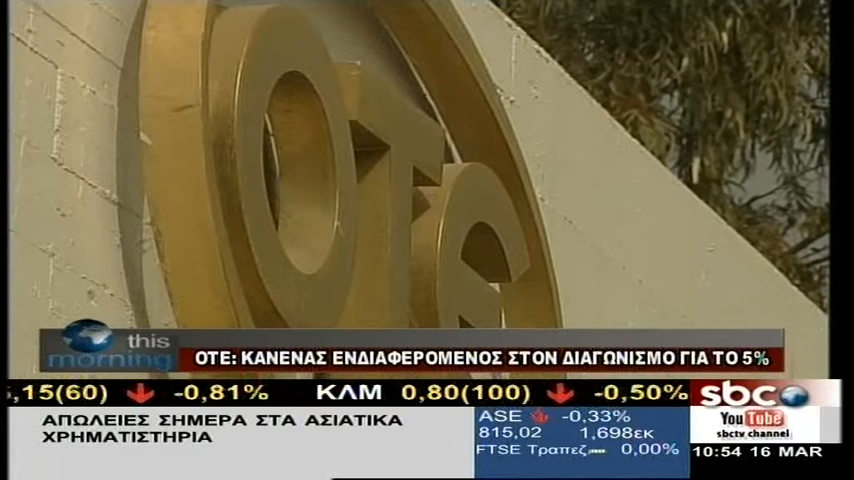 ΟΤΕ
this morning
ΟΤΕ: ΚΑΝΕΝΑΣ ΕΝΔΙΑΦΕΡΟΜΕΝΟΣ ΣΤΟΝ ΔΙΑΓΩΝΙΣΜΟ ΓΙΑ ΤΟ 5%
,15(60) -0,81% ΚΛΜ 0,80(100) -0,50%
sbc
ΑΠΩΛΕΙΕΣ ΣΗΜΕΡΑ ΣΤΑ ΑΣΙΑΤΙΚΑ
ΧΡΗΜΑΤΙΣΤΗΡΙΑ
ASE -0,33%
815,02 1,698εκ
FTSE Τραπεζ 0,00%
YouTube
sbctv channel
10:54 16 MAR